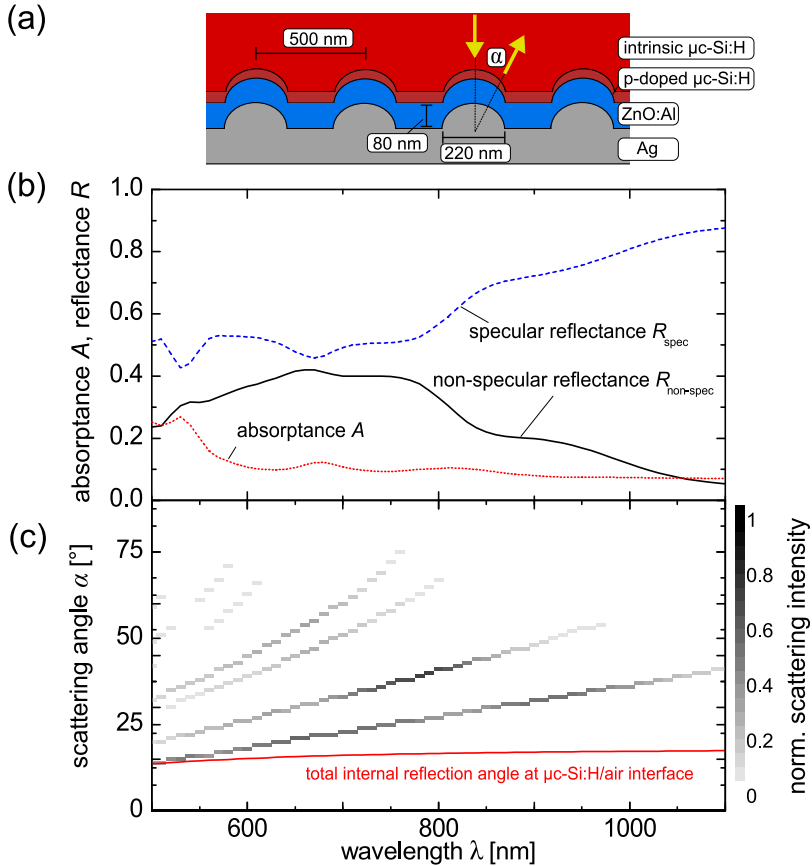 (a)
500 nm
α
intrinsic µc-Si:H
p-doped µc-Si:H
ZnO:Al
80 nm
220 nm
Ag
(b)
absorptance A, reflectance R
1.0
0.8
0.6
0.4
0.2
0.0
specular reflectance Rspec
non-specular reflectance Rnon-spec
absorptance A
(c)
scattering angle α [°]
75
50
25
0
total internal reflection angle at µc-Si:H/air interface
600
800
1000
wavelength λ [nm]
1
0.8
0.6
0.4
0.2
0
norm. scattering intensity